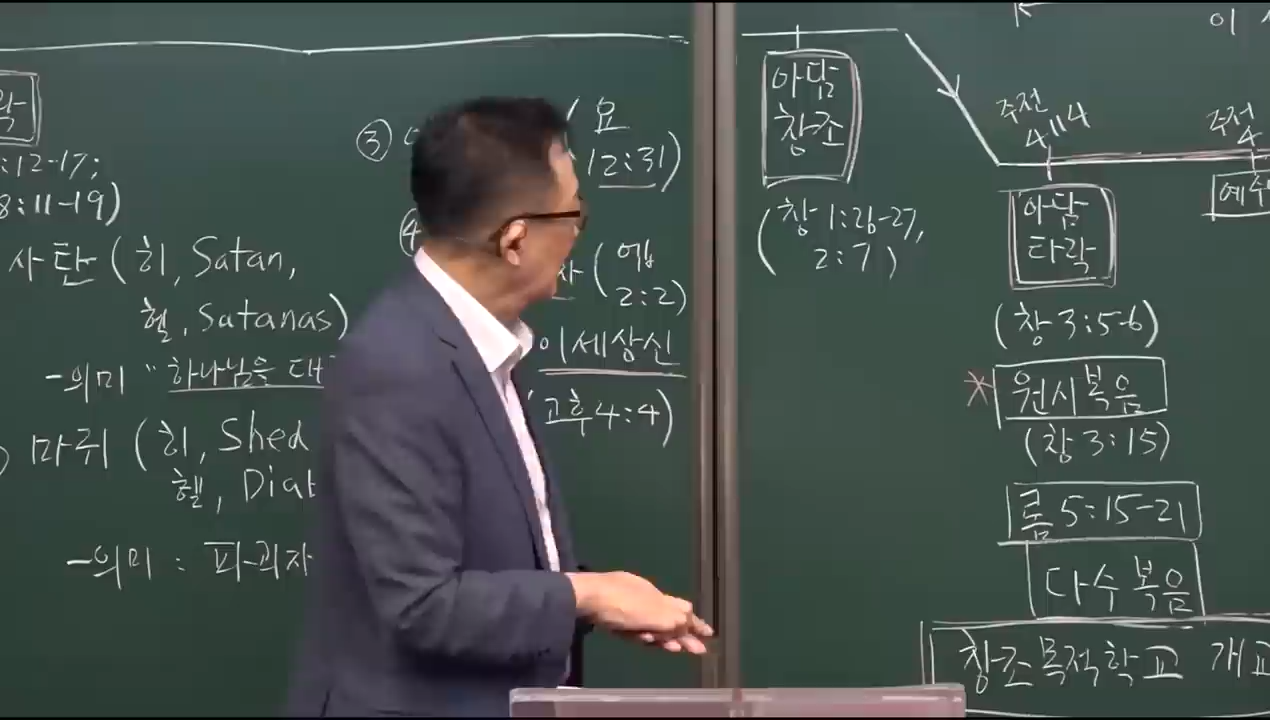 :12-17;
8:11-19)
사탄 (히, Satan,
헬, Satanas)
-의미 "하나님을 대
마귀 (히, Shed
헬, Diab
-의미 : 파괴자
③
요
12:31)
④
(엡
2:2)
이 세상 신
고후 4:4)
아담
창조
(창 1:26-27,
2:7)
주전
4114
아담
타락
(창 3:5-6)
* 원시복음
(창 3:15)
롬 5:15-21
다수 복음
창조목적학교 개교
주전
4
예수
이